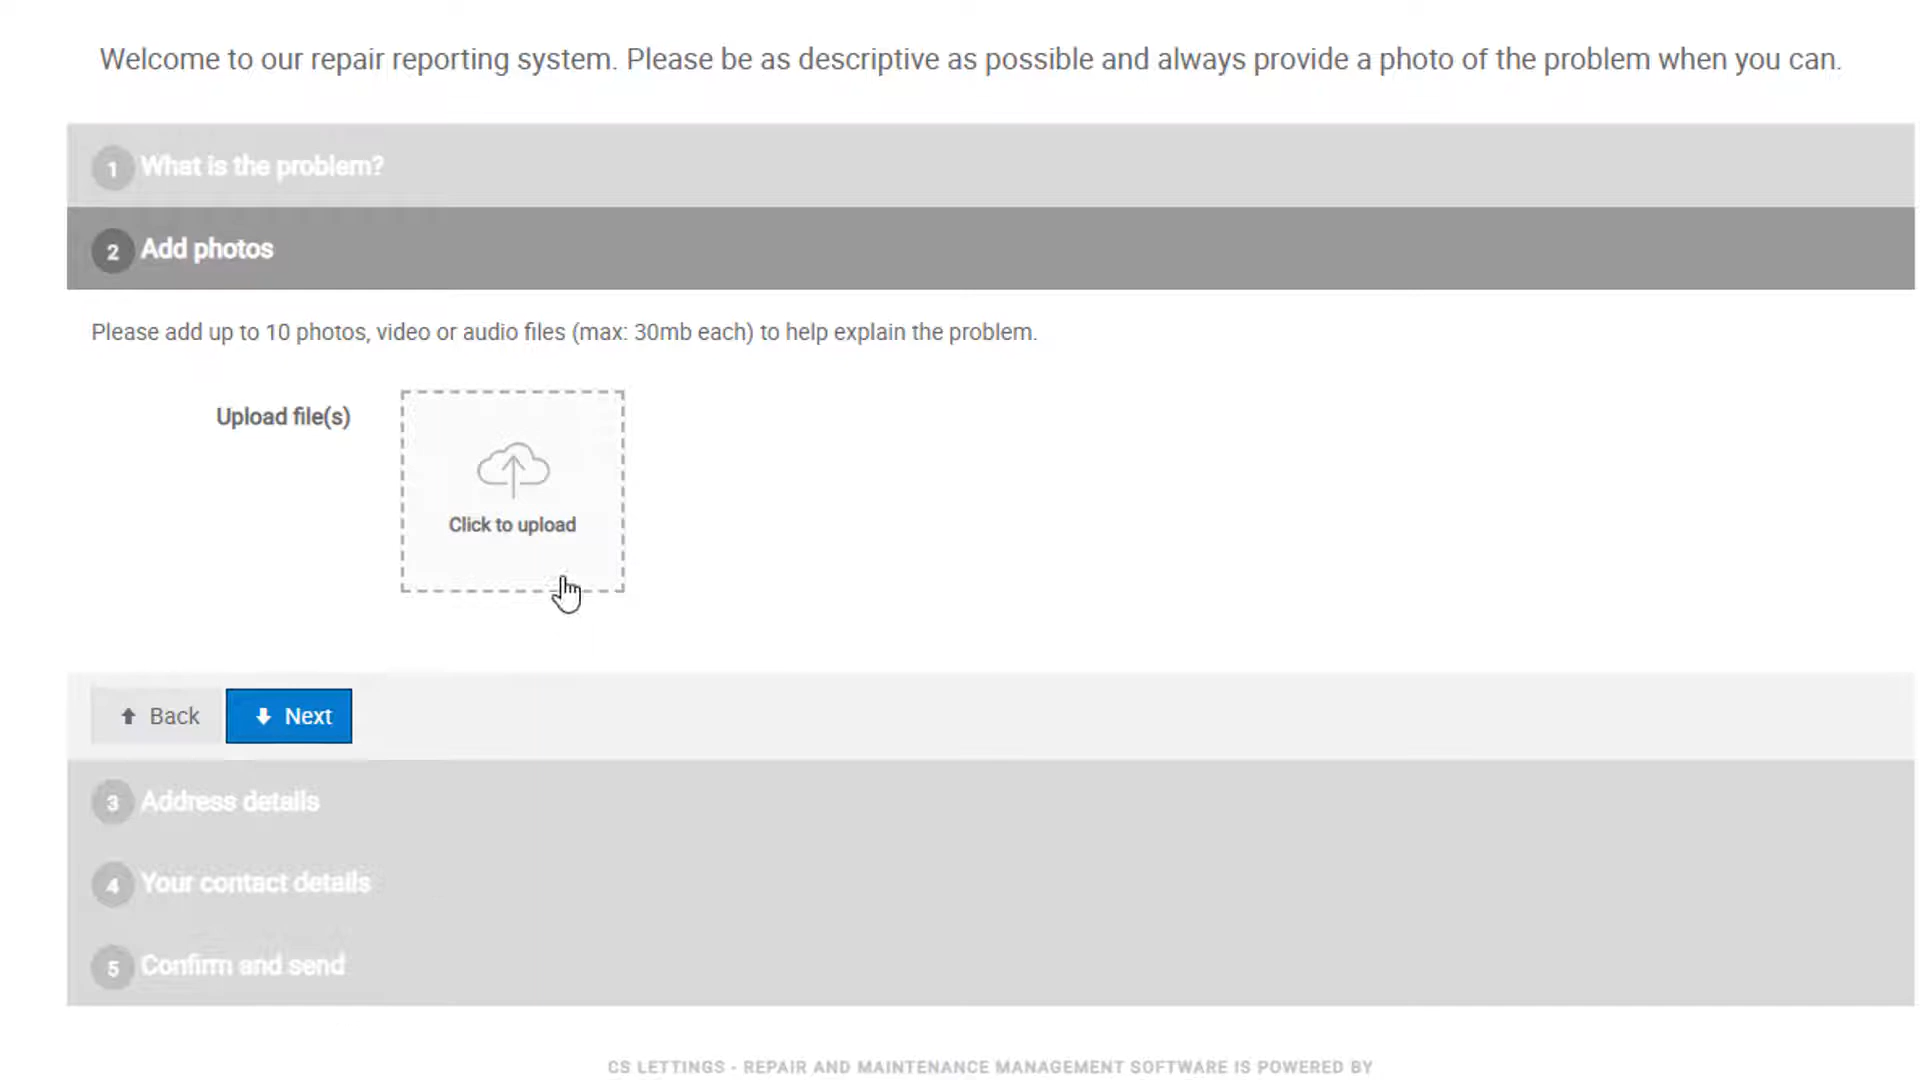 Welcome to our repair reporting system. Please be as descriptive as possible and always provide a photo of the problem when you can.
1 What is the problem?
2 Add photos
Please add up to 10 photos, video or audio files (max: 30mb each) to help explain the problem.
Upload file(s)
Click to upload
Back
Next
3 Address details
4 Your contact details
5 Confirm and send
CS LETTINGS - REPAIR AND MAINTENANCE MANAGEMENT SOFTWARE IS POWERED BY